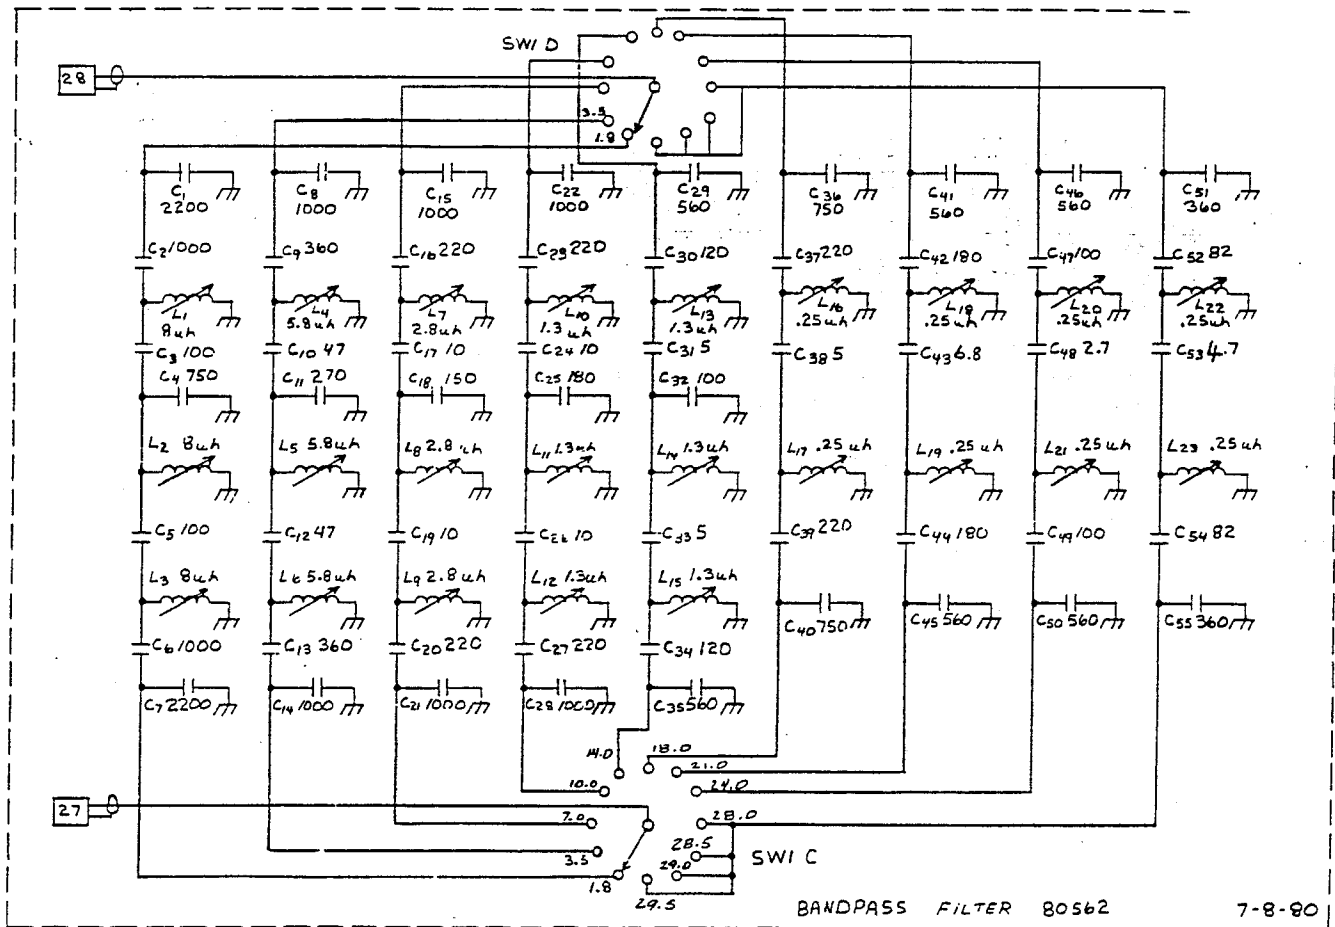 SW1 D
28
3.5
1.8
C1 2200
C8 1000
C15 1000
C22 1000
C29 560
C36 750
C41 560
C46 560
C51 360
C2 1000
C9 360
C16 220
C23 220
C30 120
C37 220
C42 180
C47 100
C52 82
L1 8uh
L4 5.8uh
L7 2.8uh
L10 1.3uh
L13 1.3uh
L16 .25uh
L18 .25uh
L20 .25uh
L22 .25uh
C3 100
C10 47
C17 10
C24 10
C31 5
C38 5
C43 6.8
C48 2.7
C53 4.7
C4 750
C11 270
C18 150
C25 180
C32 100
L2 8uh
L5 5.8uh
L8 2.8uh
L11 1.3uh
L14 1.3uh
L17 .25uh
L19 .25uh
L21 .25uh
L23 .25uh
C5 100
C12 47
C19 10
C26 10
C33 5
C39 220
C44 180
C49 100
C54 82
L3 8uh
L6 5.8uh
L9 2.8uh
L12 1.3uh
L15 1.3uh
C40 750
C45 560
C50 560
C55 360
C6 1000
C13 360
C20 220
C27 220
C34 120
C7 2200
C14 1000
C21 1000
C28 1000
C35 560
14.0
18.0
21.0
10.0
24.0
27
7.0
28.0
28.5
3.5
29.0
SW1 C
1.8
29.5
BANDPASS FILTER 80562
7-8-80